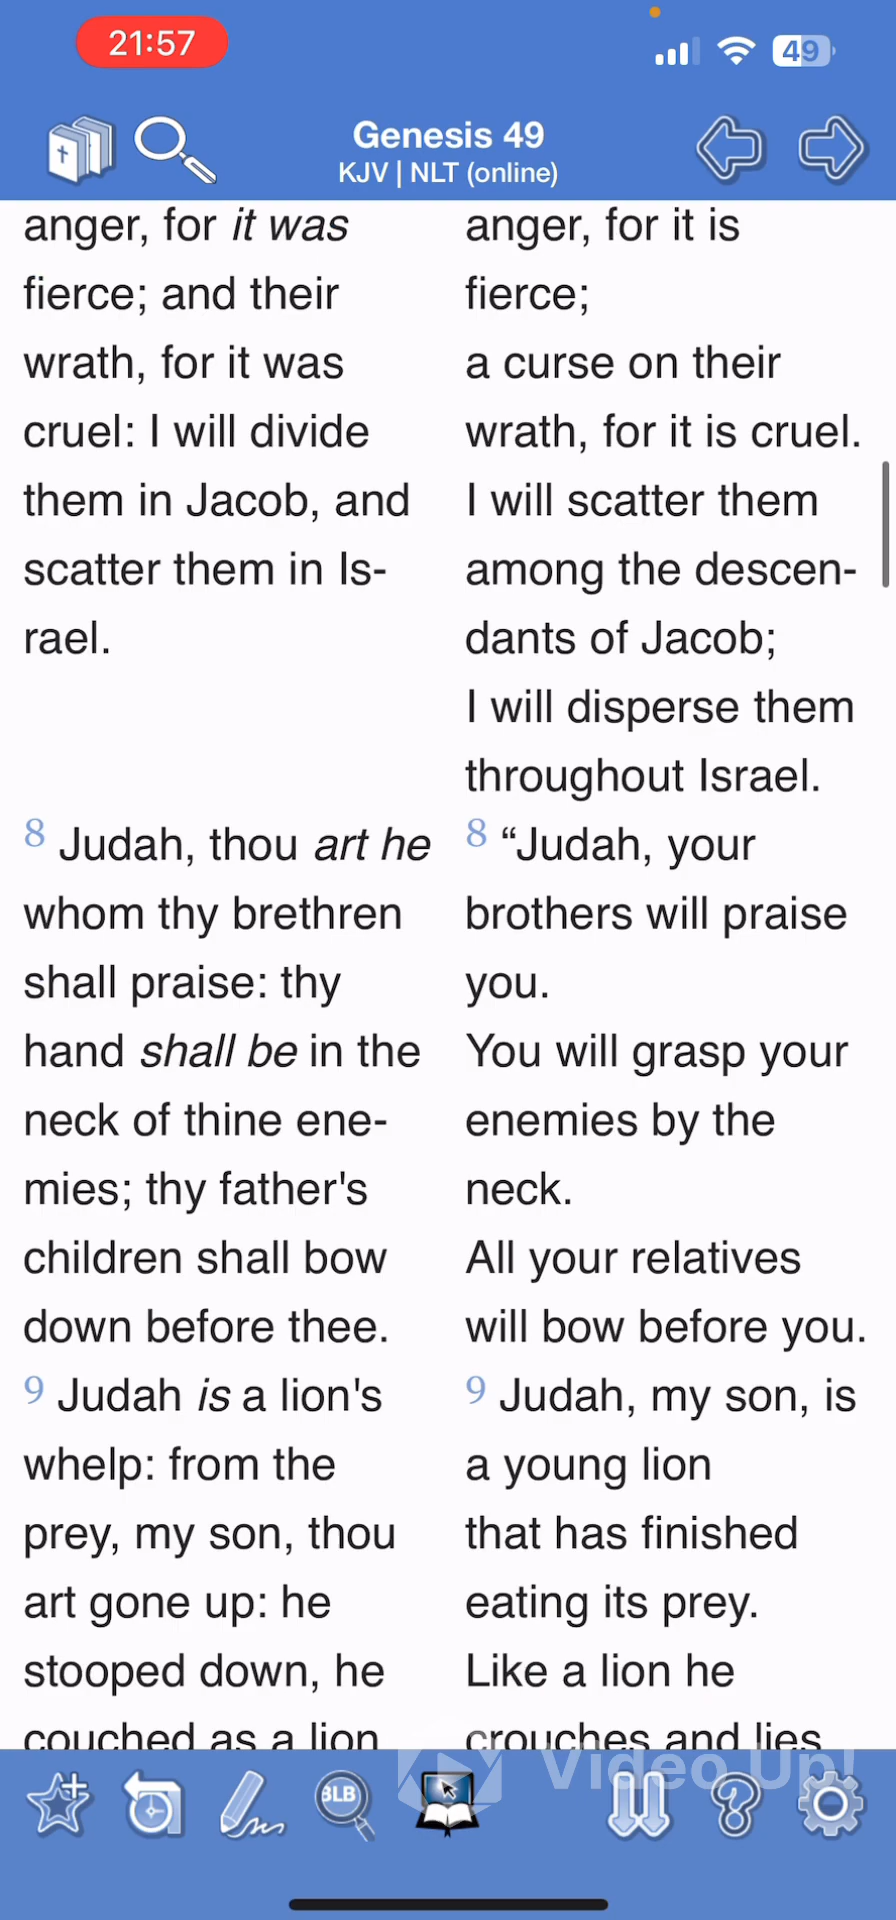 21:57
49
Genesis 49
KJV | NLT (online)
anger, for it was
fierce; and their
wrath, for it was
cruel: I will divide
them in Jacob, and
scatter them in Is-
rael.
8 Judah, thou art he
whom thy brethren
shall praise: thy
hand shall be in the
neck of thine ene-
mies; thy father's
children shall bow
down before thee.
9 Judah is a lion's
whelp: from the
prey, my son, thou
art gone up: he
stooped down, he
couched as a lion
anger, for it is
fierce;
a curse on their
wrath, for it is cruel.
I will scatter them
among the descen-
dants of Jacob;
I will disperse them
throughout Israel.
8 “Judah, your
brothers will praise
you.
You will grasp your
enemies by the
neck.
All your relatives
will bow before you.
9 Judah, my son, is
a young lion
that has finished
eating its prey.
Like a lion he
crouches and lies
Video Up!
BLB